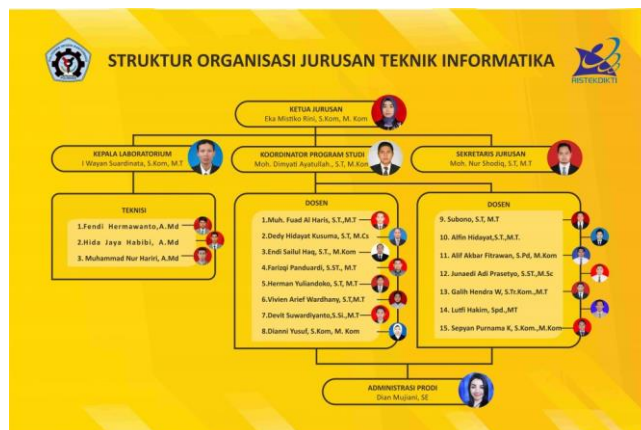 STRUKTUR ORGANISASI JURUSAN TEKNIK INFORMATIKA
RISTEKDIKTI
KETUA JURUSAN
Eka Mistiko Rini, S.Kom, M. Kom
KEPALA LABORATORIUM
I Wayan Suardinata, S.Kom, M.T
KOORDINATOR PROGRAM STUDI
Moh. Dimyati Ayatullah., S.T, M.Kom
SEKRETARIS JURUSAN
Moh. Nur Shodiq, S.T, M.T
TEKNISI
1.Fendi Hermawanto,A.Md
2.Hida Jaya Habibi, A.Md
3. Muhammad Nur Hariri, A.Md
DOSEN
1.Muh. Fuad Al Haris, S.T.,M.T
2.Dedy Hidayat Kusuma, S.T, M.Cs
3.Endi Sailul Haq, S.T., M.Kom
4.Farizqi Panduardi, S.ST., M.T
5.Herman Yuliandoko, S.T, M.T
6.Vivien Arief Wardhany, S.T,M.T
7.Devit Suwardiyanto,S.Si.,M.T
8.Dianni Yusuf, S.Kom, M. Kom
DOSEN
9. Subono, S.T, M.T
10. Alfin Hidayat,S.T.,M.T.
11. Alif Akbar Fitrawan, S.Pd, M.Kom
12. Junaedi Adi Prasetyo, S.ST.,M.Sc
13. Galih Hendra W, S.Tr.Kom.,M.T
14. Lutfi Hakim, Spd.,MT
15. Sepyan Purnama K, S.Kom.,M.Kom
ADMINISTRASI PRODI
Dian Mujiani, SE